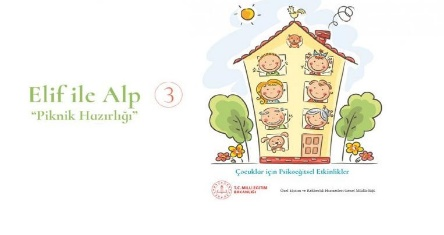 Elif ile Alp 3
“Piknik Hazırlığı”
Çocuklar için Psikoeğitsel Etkinlikler
T.C. MİLLÎ EĞİTİM
BAKANLIĞI
Özel Eğitim ve Rehberlik Hizmetleri Genel Müdürlüğü